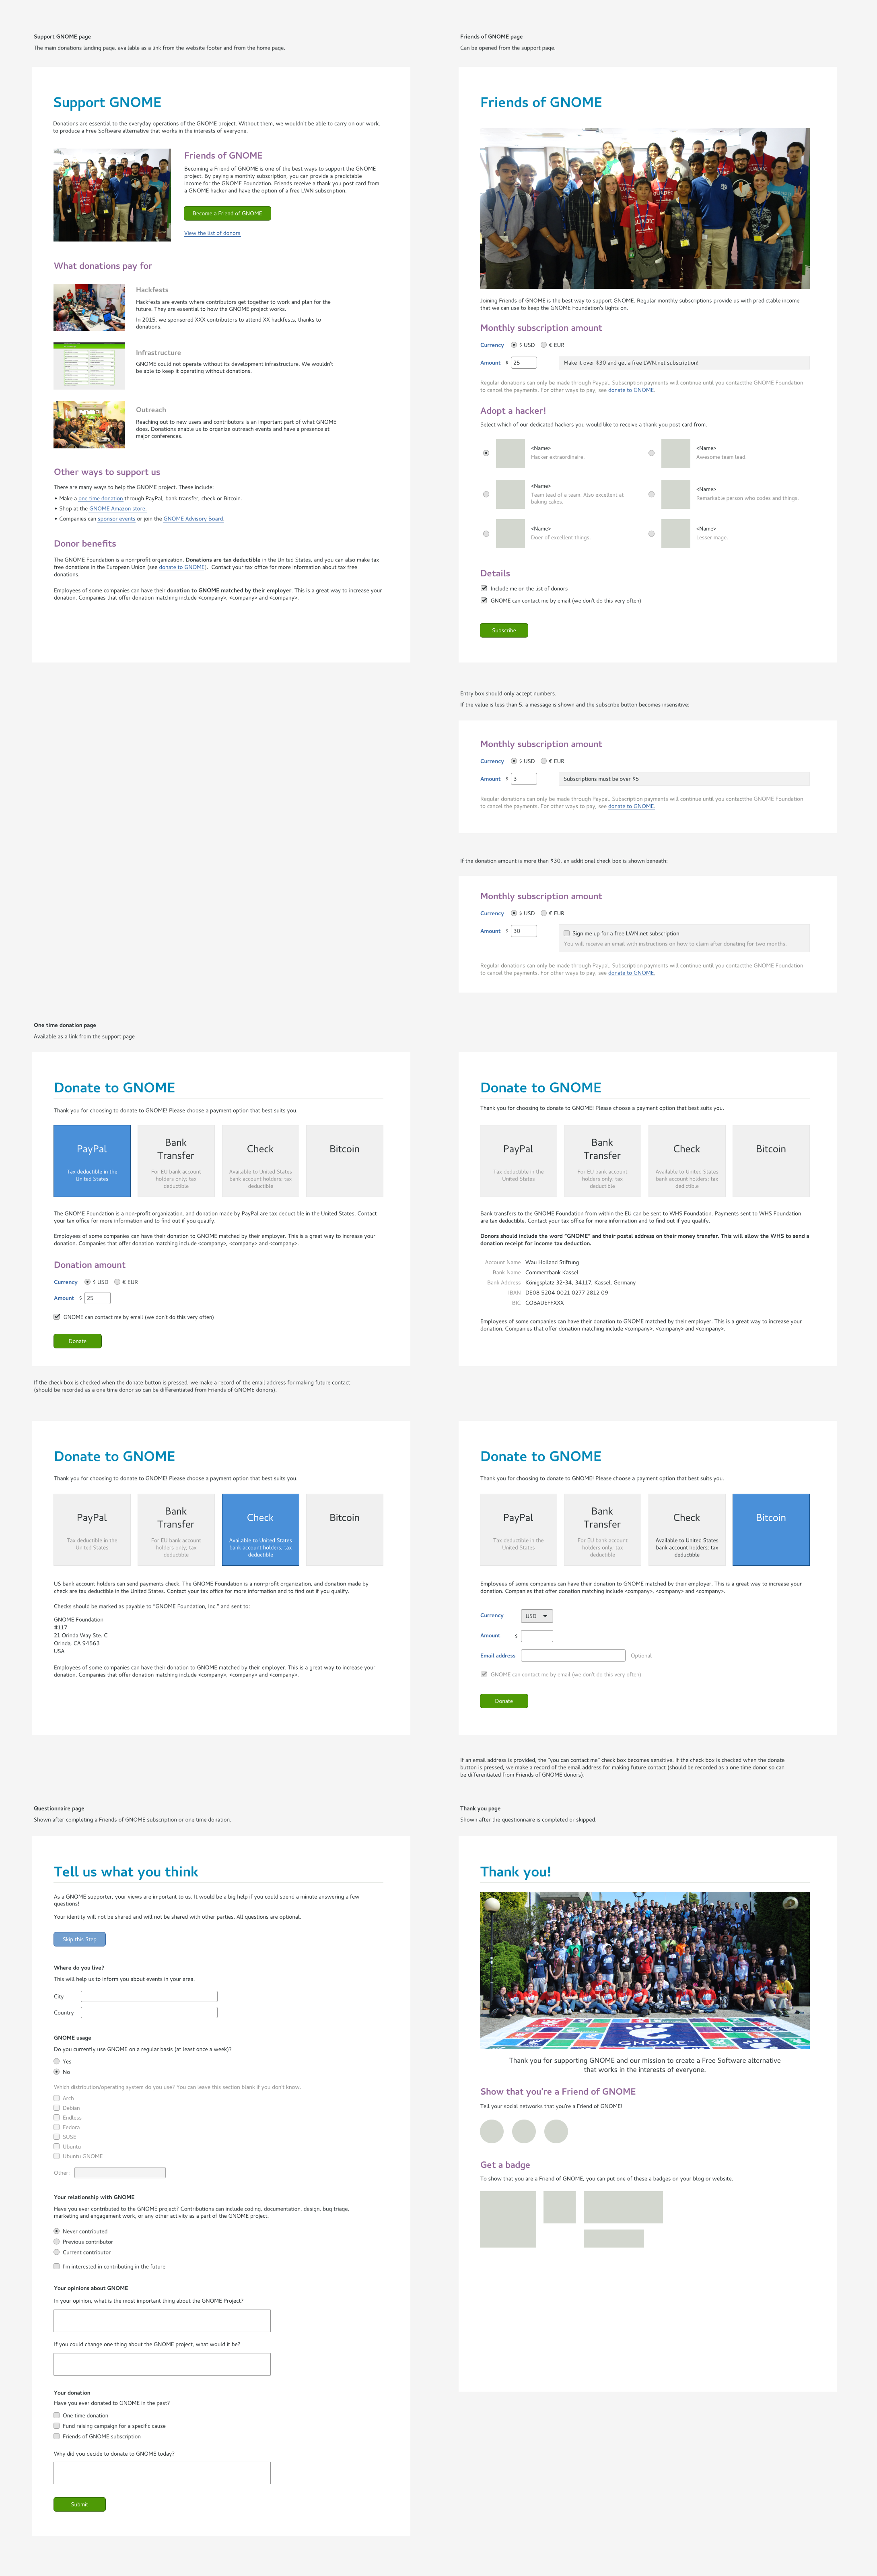 Support GNOME page
The main donations landing page, available as a link from the website footer and from the home page.
Support GNOME
Donations are essential to the everyday operations of the GNOME project. Without them, we wouldn't be able to carry on our work,
to produce a Free Software alternative that works in the interests of everyone.
Friends of GNOME
Becoming a Friend of GNOME is one of the best ways to support the GNOME
project. By paying a monthly subscription, you can provide a predictable
income for the GNOME Foundation. Friends receive a thank you post card from
a GNOME hacker and have the option of a free LWN subscription.
Become a Friend of GNOME
View the list of donors
What donations pay for
Hackfests
Hackfests are events where contributors get together to work and plan for the
future. They are essential to how the GNOME project works.
In 2015, we sponsored XXX contributors to attend XX hackfests, thanks to
donations.
Infrastructure
GNOME could not operate without its development infrastructure. We wouldn't
be able to keep it operating without donations.
Outreach
Reaching out to new users and contributors is an important part of what GNOME
does. Donations enable us to organize outreach events and have a presence at
major conferences.
Other ways to support us
There are many ways to help the GNOME project. These include:
• Make a one time donation through PayPal, bank transfer, check or Bitcoin.
• Shop at the GNOME Amazon store.
• Companies can sponsor events or join the GNOME Advisory Board.
Donor benefits
The GNOME Foundation is a non-profit organization. Donations are tax deductible in the United States, and you can also make tax
free donations in the European Union (see donate to GNOME). Contact your tax office for more information about tax free
donations.
Employees of some companies can have their donation to GNOME matched by their employer. This is a great way to increase your
donation. Companies that offer donation matching include <company>, <company> and <company>.
Friends of GNOME page
Can be opened from the support page.
Friends of GNOME
Joining Friends of GNOME is the best way to support GNOME. Regular monthly subscriptions provide us with predictable income
that we can use to keep the GNOME Foundation's lights on.
Monthly subscription amount
Currency $ USD € EUR
Amount $ 25 Make it over $30 and get a free LWN.net subscription!
Regular donations can only be made through Paypal. Subscription payments will continue until you contactthe GNOME Foundation
to cancel the payments. For other ways to pay, see donate to GNOME.
Adopt a hacker!
Select which of our dedicated hackers you would like to receive a thank you post card from.
<Name>
Hacker extraordinaire.
<Name>
Awesome team lead.
<Name>
Team lead of a team. Also excellent at
baking cakes.
<Name>
Remarkable person who codes and things.
<Name>
Doer of excellent things.
<Name>
Lesser mage.
Details
Include me on the list of donors
GNOME can contact me by email (we don't do this very often)
Subscribe
Entry box should only accept numbers.
If the value is less than 5, a message is shown and the subscribe button becomes insensitive:
Monthly subscription amount
Currency $ USD € EUR
Amount $ 3 Subscriptions must be over $5
Regular donations can only be made through Paypal. Subscription payments will continue until you contactthe GNOME Foundation
to cancel the payments. For other ways to pay, see donate to GNOME.
If the donation amount is more than $30, an additional check box is shown beneath:
Monthly subscription amount
Currency $ USD € EUR
Amount $ 30 Sign me up for a free LWN.net subscription
You will receive an email with instructions on how to claim after donating for two months.
Regular donations can only be made through Paypal. Subscription payments will continue until you contactthe GNOME Foundation
to cancel the payments. For other ways to pay, see donate to GNOME.
One time donation page
Available as a link from the support page
Donate to GNOME
Thank you for choosing to donate to GNOME! Please choose a payment option that best suits you.
PayPal
Tax deductible in the
United States
Bank
Transfer
For EU bank account
holders only; tax
deductible
Check
Available to United States
bank account holders; tax
deductible
Bitcoin
The GNOME Foundation is a non-profit organization, and donation made by PayPal are tax deductible in the United States. Contact
your tax office for more information and to find out if you qualify.
Employees of some companies can have their donation to GNOME matched by their employer. This is a great way to increase your
donation. Companies that offer donation matching include <company>, <company> and <company>.
Donation amount
Currency $ USD € EUR
Amount $ 25
GNOME can contact me by email (we don't do this very often)
Donate
If the check box is checked when the donate button is pressed, we make a record of the email address for making future contact
(should be recorded as a one time donor so can be differentiated from Friends of GNOME donors).
Donate to GNOME
Thank you for choosing to donate to GNOME! Please choose a payment option that best suits you.
PayPal
Tax deductible in the
United States
Bank
Transfer
For EU bank account
holders only; tax
deductible
Check
Available to United States
bank account holders; tax
dedictible
Bitcoin
Bank transfers to the GNOME Foundation from within the EU can be sent to WHS Foundation. Payments sent to WHS Foundation
are tax deductible. Contact your tax office for more information and to find out if you qualify.
Donors should include the word "GNOME" and their postal address on their money transfer. This will allow the WHS to send a
donation receipt for income tax deduction.
Account Name Wau Holland Stiftung
Bank Name Commerzbank Kassel
Bank Address Königsplatz 32-34, 34117, Kassel, Germany
IBAN DE08 5204 0021 0277 2812 09
BIC COBADEFFXXX
Employees of some companies can have their donation to GNOME matched by their employer. This is a great way to increase your
donation. Companies that offer donation matching include <company>, <company> and <company>.
Donate to GNOME
Thank you for choosing to donate to GNOME! Please choose a payment option that best suits you.
PayPal
Tax deductible in the
United States
Bank
Transfer
For EU bank account
holders only; tax
deductible
Check
Available to United States
bank account holders; tax
deductible
Bitcoin
US bank account holders can send payments check. The GNOME Foundation is a non-profit organization, and donation made by
check are tax deductible in the United States. Contact your tax office for more information and to find out if you qualify.
Checks should be marked as payable to "GNOME Foundation, Inc." and sent to:
GNOME Foundation
#117
21 Orinda Way Ste. C
Orinda, CA 94563
USA
Employees of some companies can have their donation to GNOME matched by their employer. This is a great way to increase your
donation. Companies that offer donation matching include <company>, <company> and <company>.
Donate to GNOME
Thank you for choosing to donate to GNOME! Please choose a payment option that best suits you.
PayPal
Tax deductible in the
United States
Bank
Transfer
For EU bank account
holders only; tax
deductible
Check
Available to United States
bank account holders; tax
deductible
Bitcoin
Employees of some companies can have their donation to GNOME matched by their employer. This is a great way to increase your
donation. Companies that offer donation matching include <company>, <company> and <company>.
Currency USD
Amount $
Email address Optional
GNOME can contact me by email (we don't do this very often)
Donate
If an email address is provided, the "you can contact me" check box becomes sensitive. If the check box is checked when the donate
button is pressed, we make a record of the email address for making future contact (should be recorded as a one time donor so can
be differentiated from Friends of GNOME donors).
Questionnaire page
Shown after completing a Friends of GNOME subscription or one time donation.
Tell us what you think
As a GNOME supporter, your views are important to us. It would be a big help if you could spend a minute answering a few
questions!
Your identity will not be shared and will not be shared with other parties. All questions are optional.
Skip this Step
Where do you live?
This will help us to inform you about events in your area.
City
Country
GNOME usage
Do you currently use GNOME on a regular basis (at least once a week)?
Yes
No
Which distribution/operating system do you use? You can leave this section blank if you don't know.
Arch
Debian
Endless
Fedora
SUSE
Ubuntu
Ubuntu GNOME
Other:
Your relationship with GNOME
Have you ever contributed to the GNOME project? Contributions can include coding, documentation, design, bug triage,
marketing and engagement work, or any other activity as a part of the GNOME project.
Never contributed
Previous contributor
Current contributor
I'm interested in contributing in the future
Your opinions about GNOME
In your opinion, what is the most important thing about the GNOME Project?
If you could change one thing about the GNOME project, what would it be?
Your donation
Have you ever donated to GNOME in the past?
One time donation
Fund raising campaign for a specific cause
Friends of GNOME subscription
Why did you decide to donate to GNOME today?
Submit
Thank you page
Shown after the questionnaire is completed or skipped.
Thank you!
GNOME
Thank you for supporting GNOME and our mission to create a Free Software alternative
that works in the interests of everyone.
Show that you're a Friend of GNOME
Tell your social networks that you're a Friend of GNOME!
Get a badge
To show that you are a Friend of GNOME, you can put one of these a badges on your blog or website.